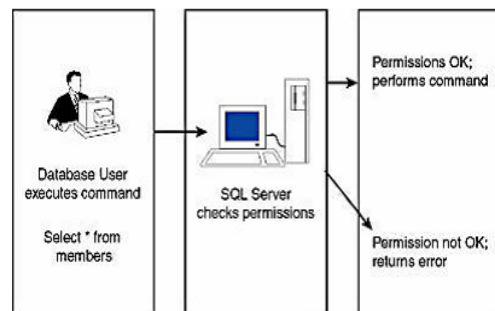 Database User
executes command
Select * from
members
SQL Server
checks permissions
Permissions OK;
performs command
Permission not OK;
returns error